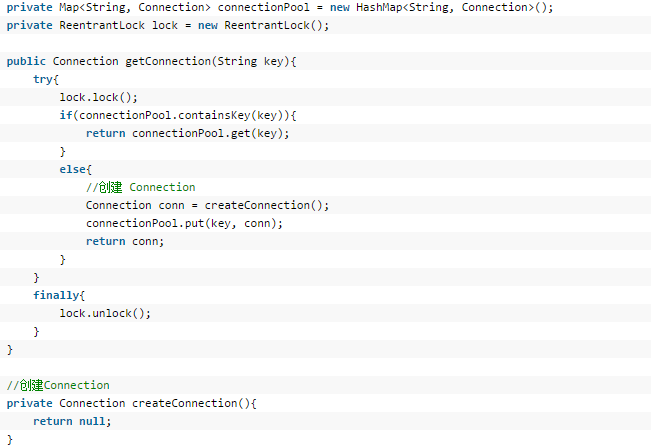 private Map<String, Connection> connectionPool = new HashMap<String, Connection>();
private ReentrantLock lock = new ReentrantLock();

public Connection getConnection(String key){
    try{
        lock.lock();
        if(connectionPool.containsKey(key)){
            return connectionPool.get(key);
        }
        else{
            //创建 Connection
            Connection conn = createConnection();
            connectionPool.put(key, conn);
            return conn;
        }
    }
    finally{
        lock.unlock();
    }
}

//创建Connection
private Connection createConnection(){
    return null;
}